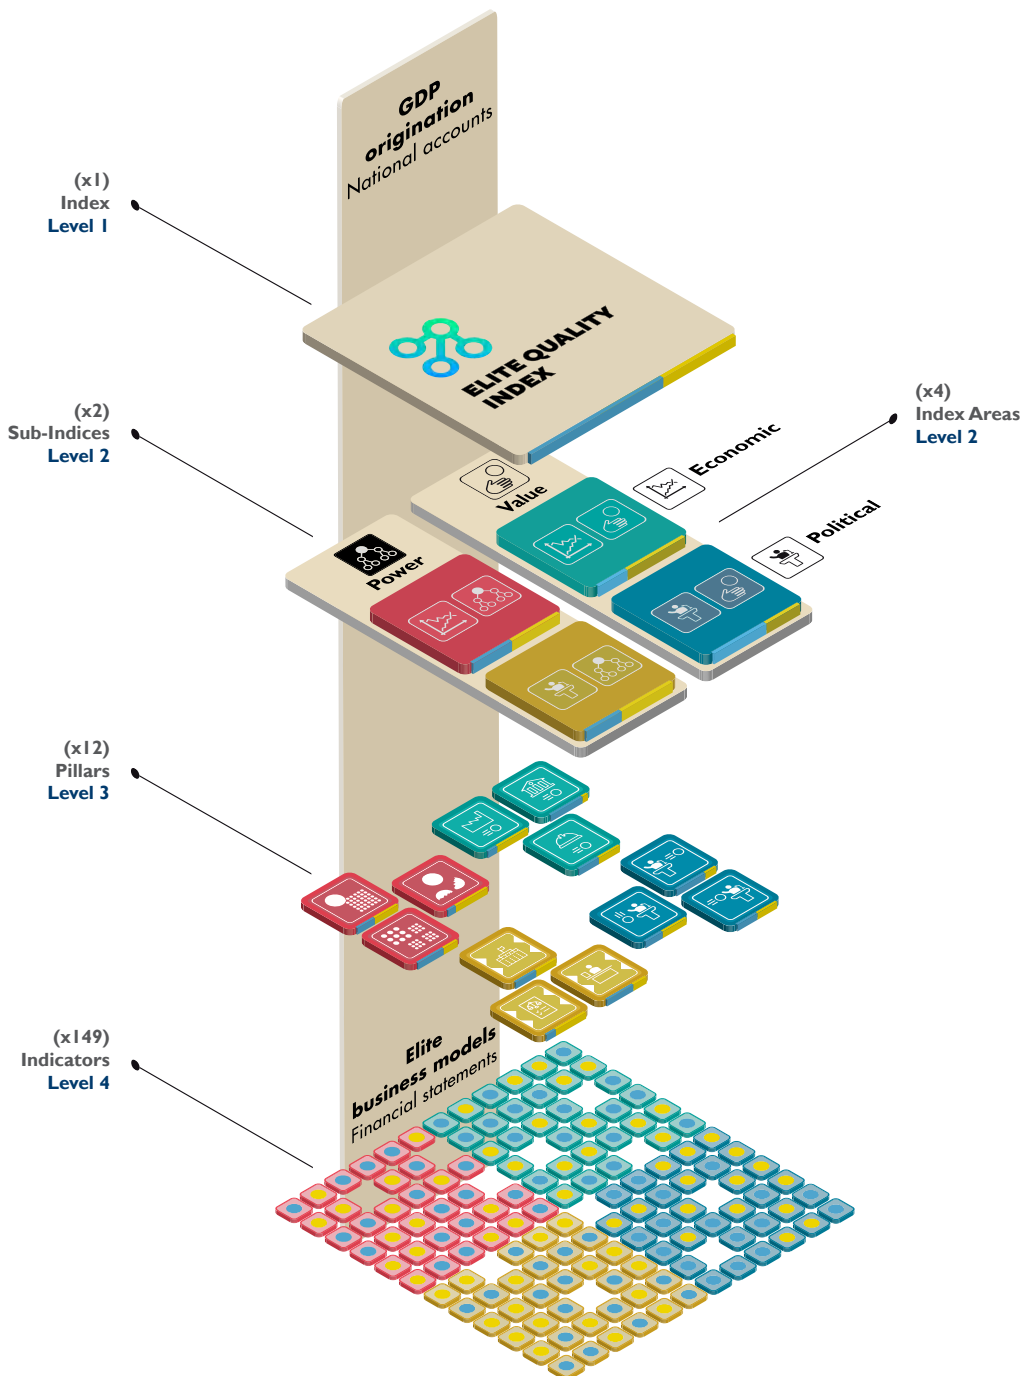 GDP
origination
National accounts
(x1)
Index
Level 1
ELITE QUALITY
INDEX
(x2)
Sub-Indices
Level 2
(x4)
Index Areas
Level 2
Value
Economic
Power
Political
(x12)
Pillars
Level 3
(x149)
Indicators
Level 4
Elite
business models
Financial statements